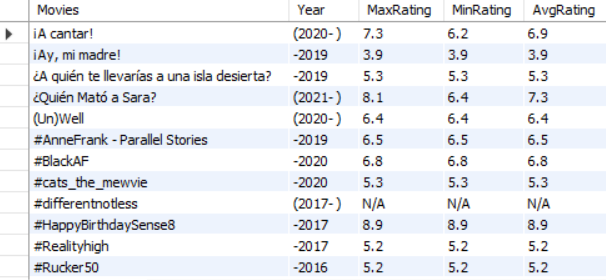 Movies Year MaxRating MinRating AvgRating
¡A cantar! (2020- ) 7.3 6.2 6.9
¡Ay, mi madre! -2019 3.9 3.9 3.9
¿A quién te llevarías a una isla desierta? -2019 5.3 5.3 5.3
¿Quién Mató a Sara? (2021- ) 8.1 6.4 7.3
(Un)Well (2020- ) 6.4 6.4 6.4
#AnneFrank - Parallel Stories -2019 6.5 6.5 6.5
#BlackAF -2020 6.8 6.8 6.8
#cats_the_mewvie -2020 5.3 5.3 5.3
#differentnotless (2017- ) N/A N/A N/A
#HappyBirthdaySense8 -2017 8.9 8.9 8.9
#Realityhigh -2017 5.2 5.2 5.2
#Rucker50 -2016 5.2 5.2 5.2